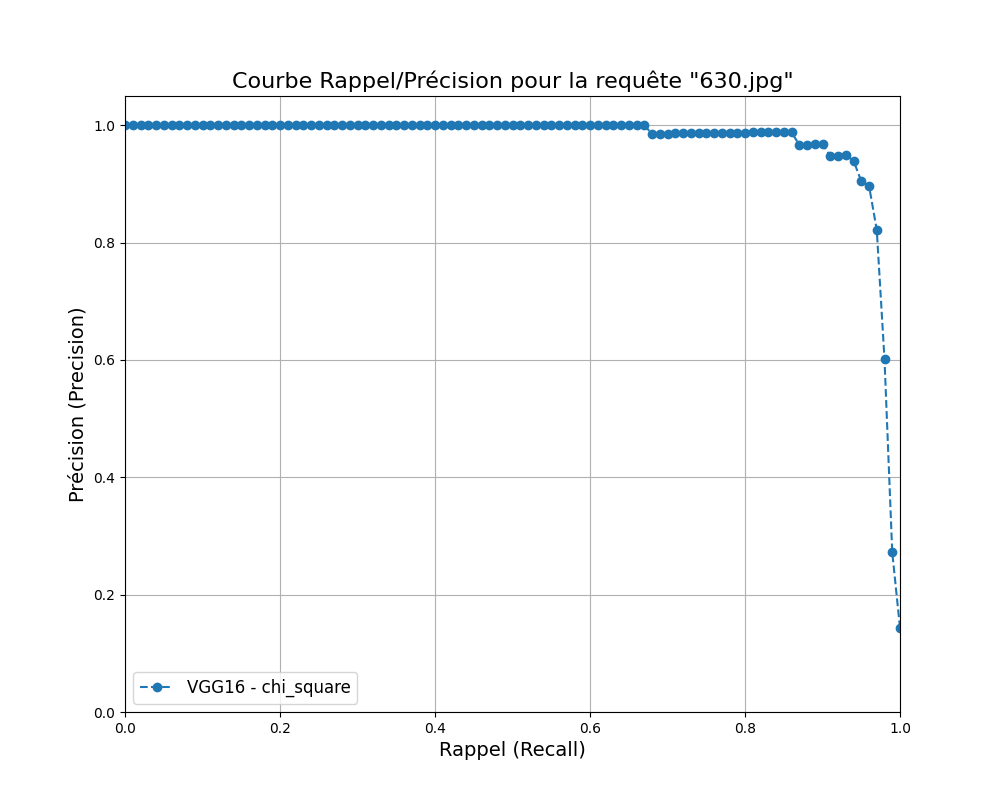 Courbe Rappel/Précision pour la requête "630.jpg"
Précision (Precision)
1.0
0.8
0.6
0.4
0.2
0.0
VGG16 - chi_square
0.0 0.2 0.4 0.6 0.8 1.0
Rappel (Recall)